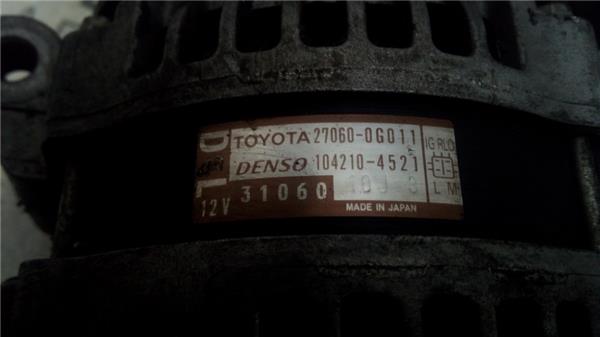 TOYOTA 27060-0G011
DENSO 104210-4521
12V 31060
MADE IN JAPAN
IG RLO
L M